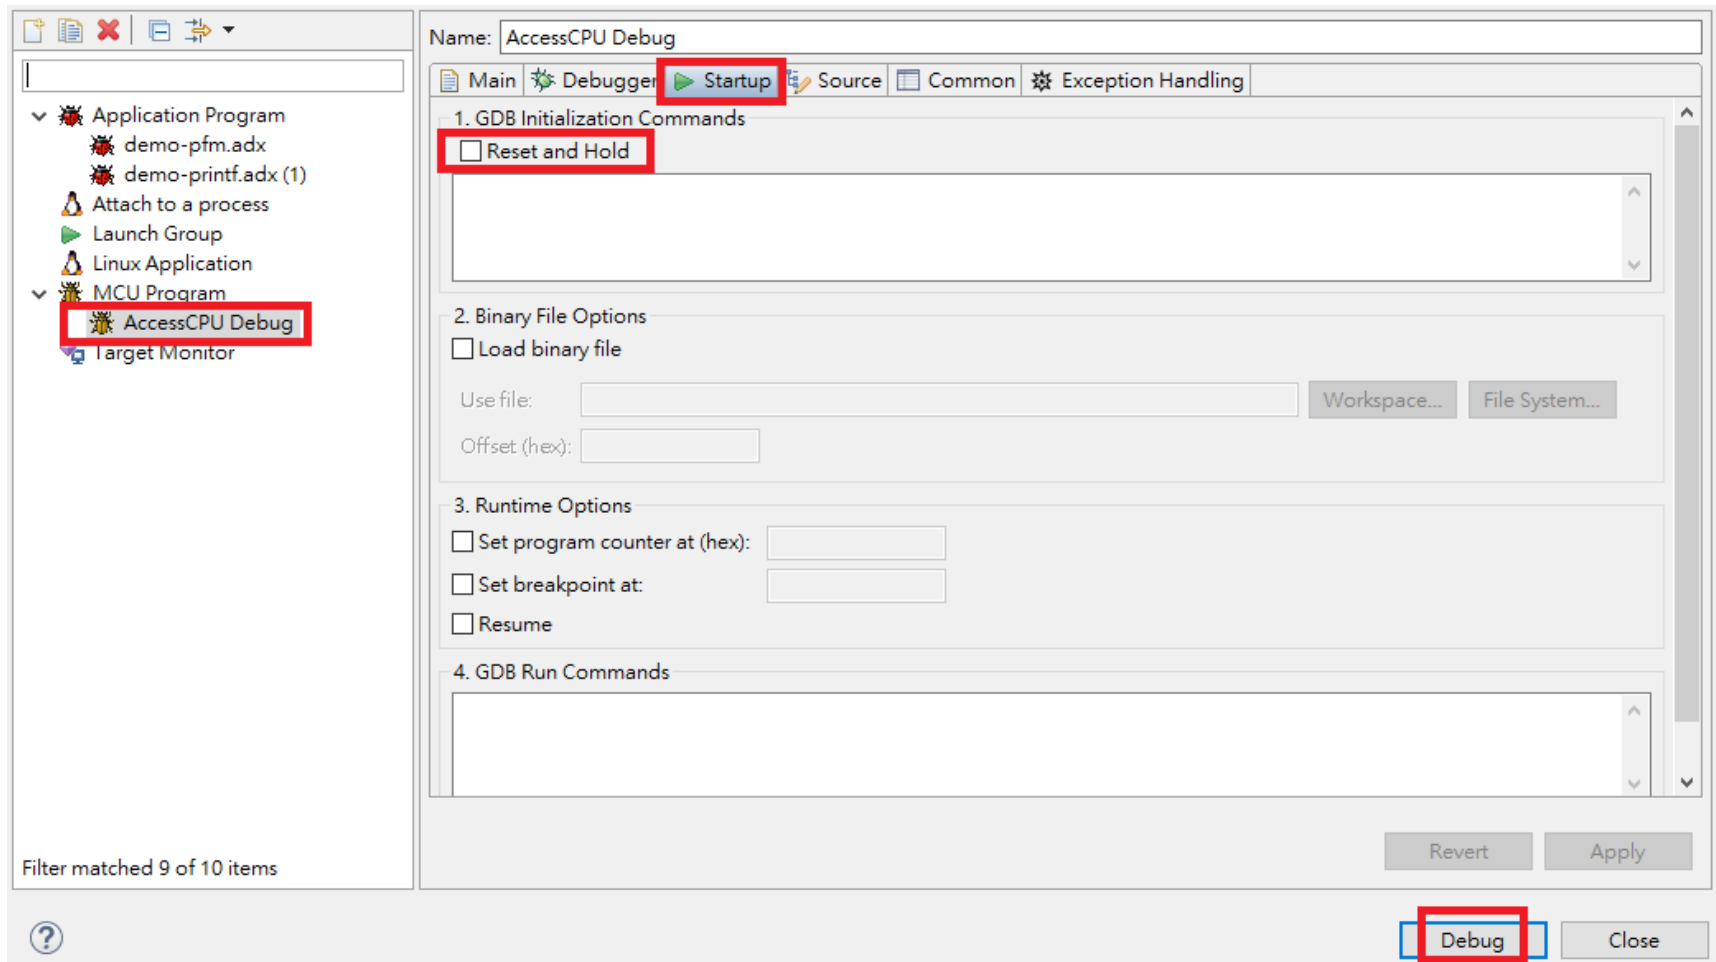 Name: AccessCPU Debug
Main Debugger Startup Source Common Exception Handling
Application Program
demo-pfm.adx
demo-printf.adx (1)
Attach to a process
Launch Group
Linux Application
MCU Program
AccessCPU Debug
Target Monitor
Filter matched 9 of 10 items
1. GDB Initialization Commands
Reset and Hold
2. Binary File Options
Load binary file
Use file: Workspace... File System...
Offset (hex):
3. Runtime Options
Set program counter at (hex):
Set breakpoint at:
Resume
4. GDB Run Commands
Revert Apply
? Debug Close